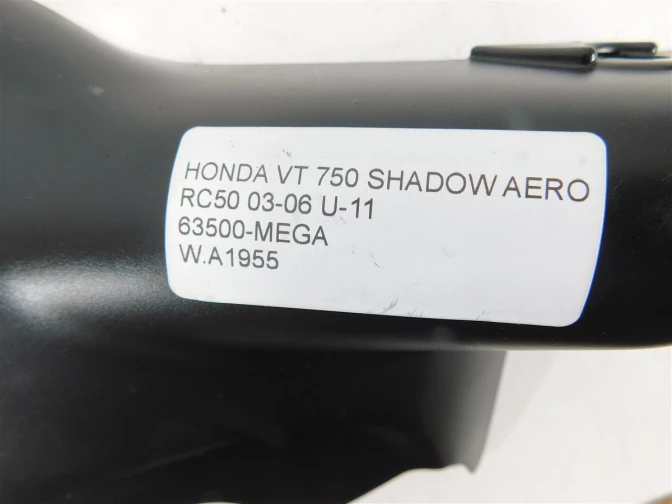 HONDA VT 750 SHADOW AERO
RC50 03-06 U-11
63500-MEGA
W.A1955